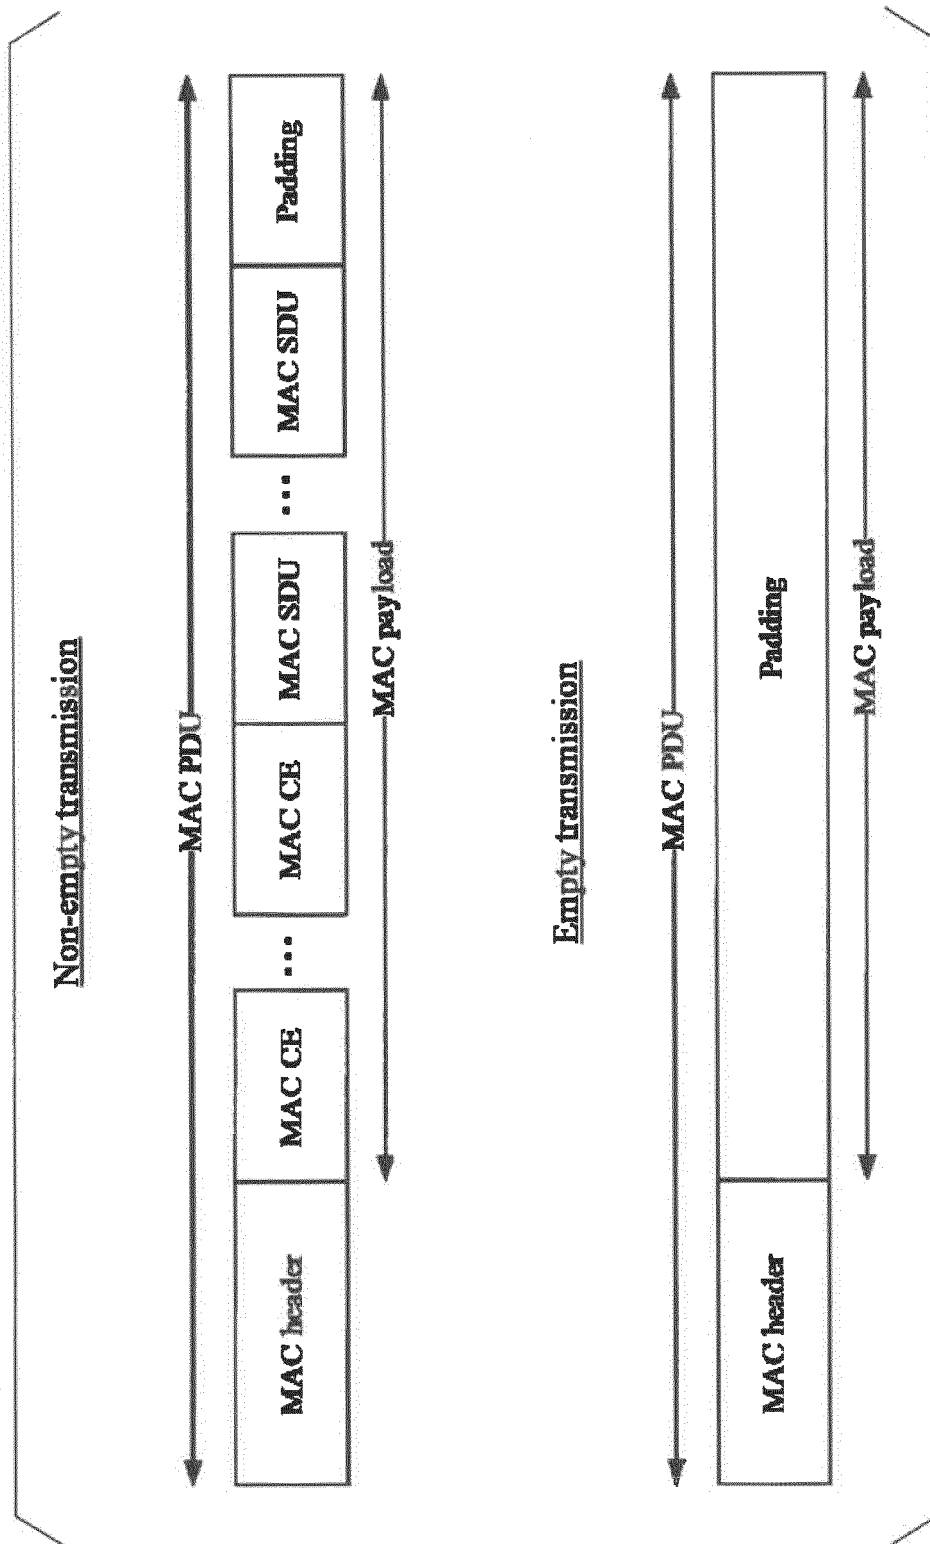 Non-empty transmission
MAC PDU
MAC header
MAC CE
...
MAC CE
MAC SDU
...
MAC SDU
Padding
MAC payload
Empty transmission
MAC PDU
MAC header
Padding
MAC payload